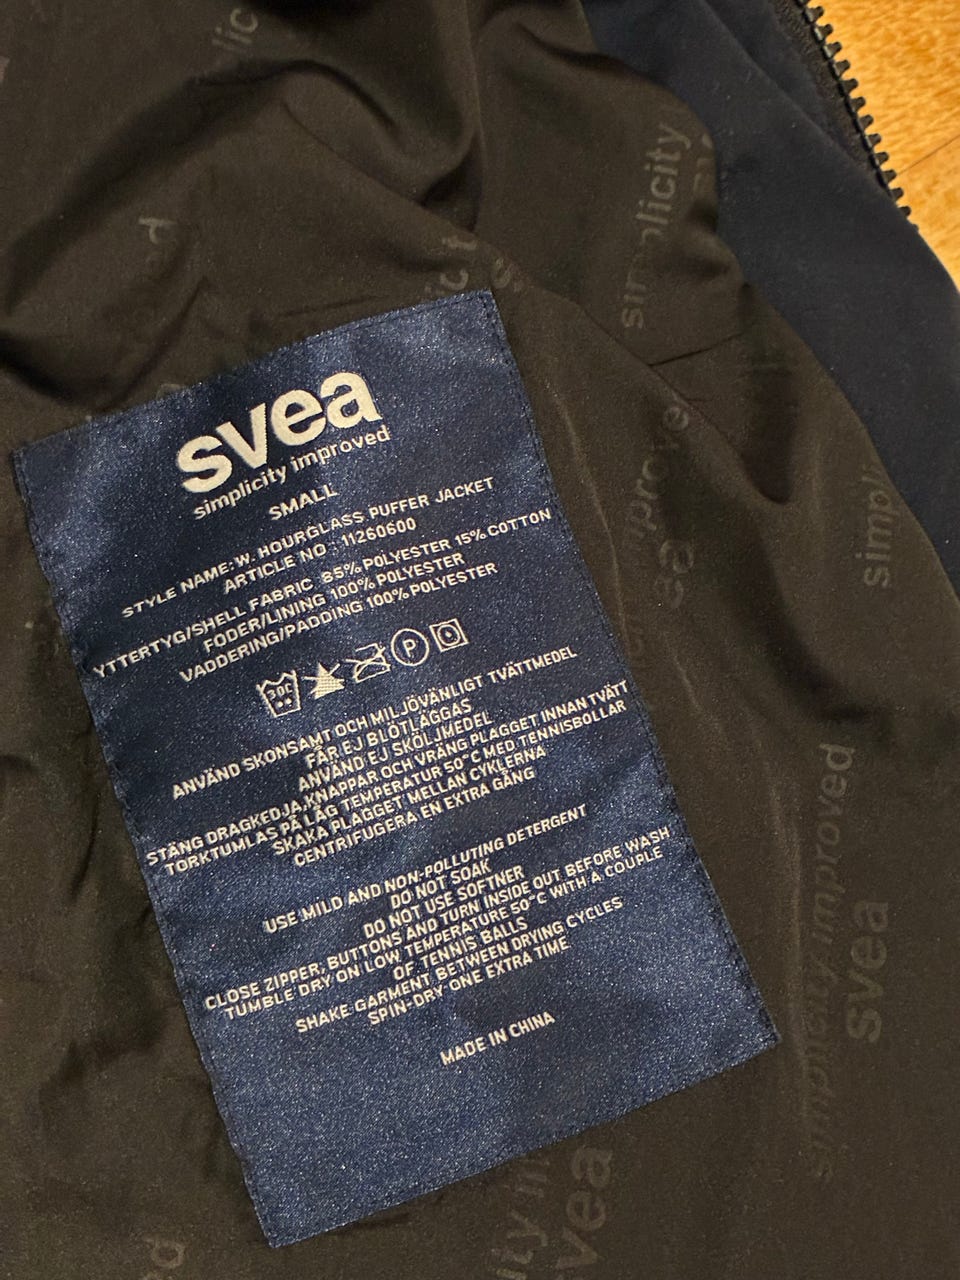 svea
simplicity improved
SMALL
STYLE NAME: W. HOURGLASS PUFFER JACKET
ARTICLE NO : 11260600
YTTERTYG/SHELL FABRIC 85% POLYESTER 15% COTTON
FODER/LINING 100% POLYESTER
VADDERING/PADDING 100% POLYESTER
30C
P
ANVÄND SKONSAMT OCH MILJÖVÄNLIGT TVÄTTMEDEL
FÅR EJ BLÖTLÄGGAS
ANVÄND EJ SKÖLJMEDEL
STÄNG DRAGKEDJA, KNAPPAR OCH VRÄNG PLAGGET INNAN TVÄTT
TORKTUMLAS PÅ LÅG TEMPERATUR 50°C MED TENNISBOLLAR
SKAKA PLAGGET MELLAN CYKLERNA
CENTRIFUGERA EN EXTRA GÅNG
USE MILD AND NON-POLLUTING DETERGENT
DO NOT SOAK
DO NOT USE SOFTNER
CLOSE ZIPPER, BUTTONS AND TURN INSIDE OUT BEFORE WASH
TUMBLE DRY ON LOW TEMPERATURE 50°C WITH A COUPLE
OF TENNIS BALLS
SHAKE GARMENT BETWEEN DRYING CYCLES
SPIN-DRY ONE EXTRA TIME
MADE IN CHINA
simplicity
simplicity improved
svea